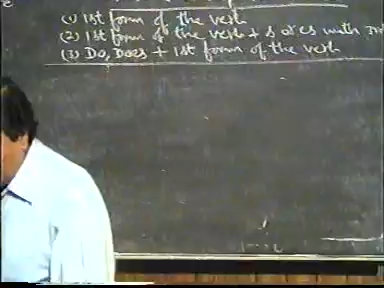 (1) 1st form of the verb
(2) 1st form of the verb + s or es with
(3) Do, Does + 1st form of the verb